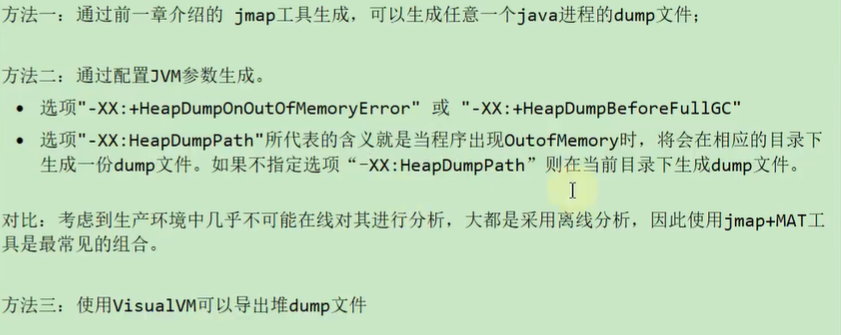 方法一：通过前一章介绍的 jmap工具生成，可以生成任意一个java进程的dump文件；
方法二：通过配置JVM参数生成。
• 选项"-XX:+HeapDumpOnOutOfMemoryError" 或 "-XX:+HeapDumpBeforeFullGC"
• 选项"-XX:HeapDumpPath"所代表的含义就是当程序出现OutofMemory时，将会在相应的目录下
生成一份dump文件。如果不指定选项“-XX:HeapDumpPath”则在当前目录下生成dump文件。
对比：考虑到生产环境中几乎不可能在线对其进行分析，大都是采用离线分析，因此使用jmap+MAT工
具是最常见的组合。
方法三：使用VisualVM可以导出堆dump文件